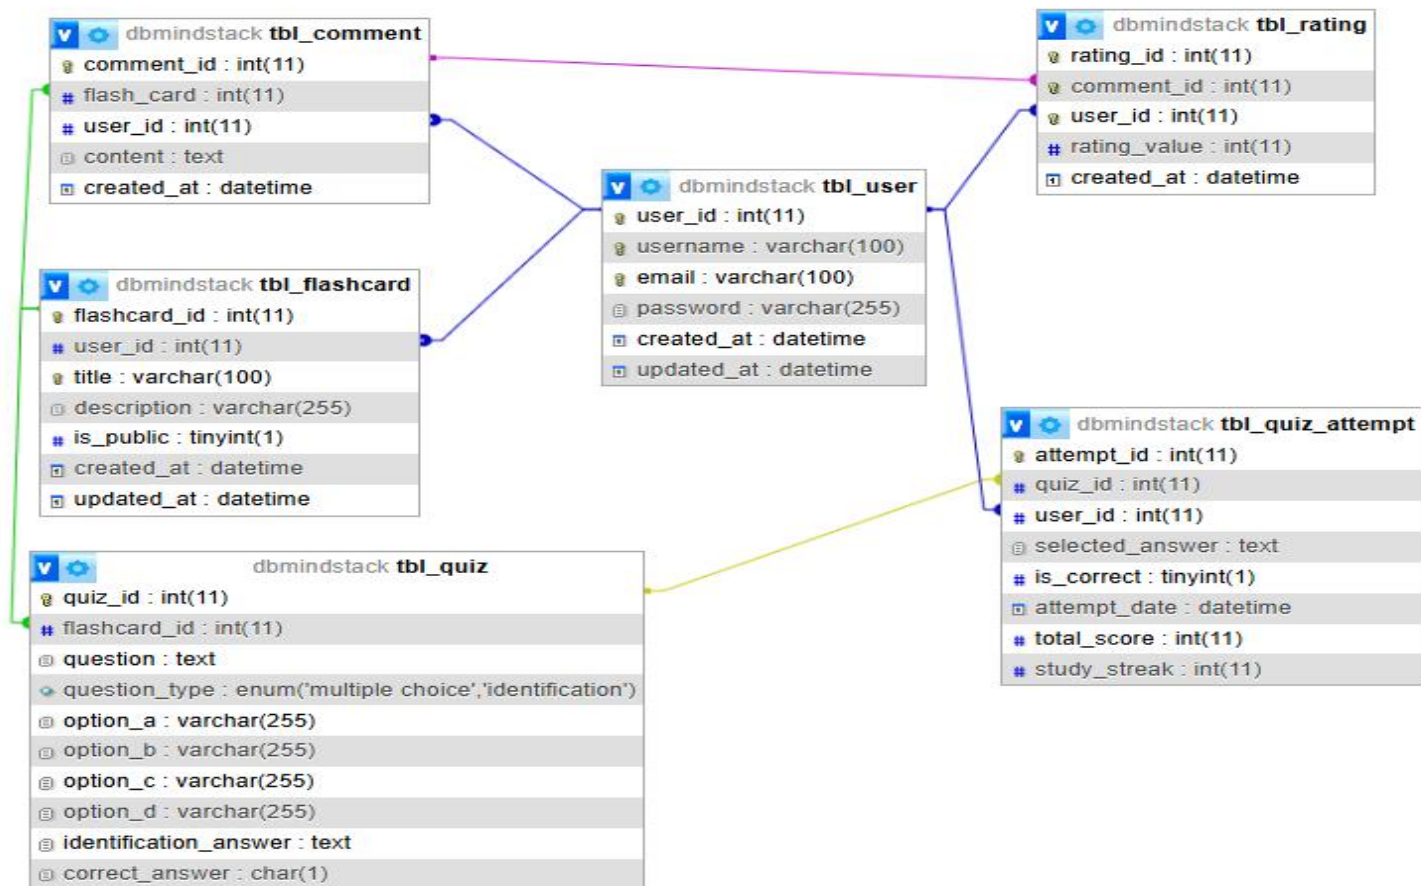 dbmindstack tbl_comment
comment_id : int(11)
flash_card : int(11)
user_id : int(11)
content : text
created_at : datetime
dbmindstack tbl_rating
rating_id : int(11)
comment_id : int(11)
user_id : int(11)
rating_value : int(11)
created_at : datetime
dbmindstack tbl_user
user_id : int(11)
username : varchar(100)
email : varchar(100)
password : varchar(255)
created_at : datetime
updated_at : datetime
dbmindstack tbl_flashcard
flashcard_id : int(11)
user_id : int(11)
title : varchar(100)
description : varchar(255)
is_public : tinyint(1)
created_at : datetime
updated_at : datetime
dbmindstack tbl_quiz_attempt
attempt_id : int(11)
quiz_id : int(11)
user_id : int(11)
selected_answer : text
is_correct : tinyint(1)
attempt_date : datetime
total_score : int(11)
study_streak : int(11)
dbmindstack tbl_quiz
quiz_id : int(11)
flashcard_id : int(11)
question : text
question_type : enum('multiple choice','identification')
option_a : varchar(255)
option_b : varchar(255)
option_c : varchar(255)
option_d : varchar(255)
identification_answer : text
correct_answer : char(1)